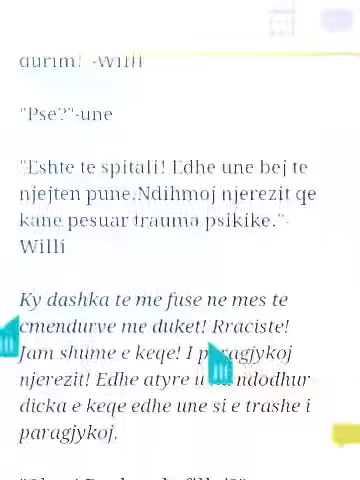 durim! -Willi
"Pse?"-une
"Eshte te spitali! Edhe une bej te
njejten pune.Ndihmoj njerezit qe
kane pesuar trauma psikike."-
Willi
Ky dashka te me fuse ne mes te
cmendurve me duket! Rraciste!
Jam shume e keqe! I paragjykoj
njerezit! Edhe atyre u ndodhur
dicka e keqe edhe une si e trashe i
paragjykoj.